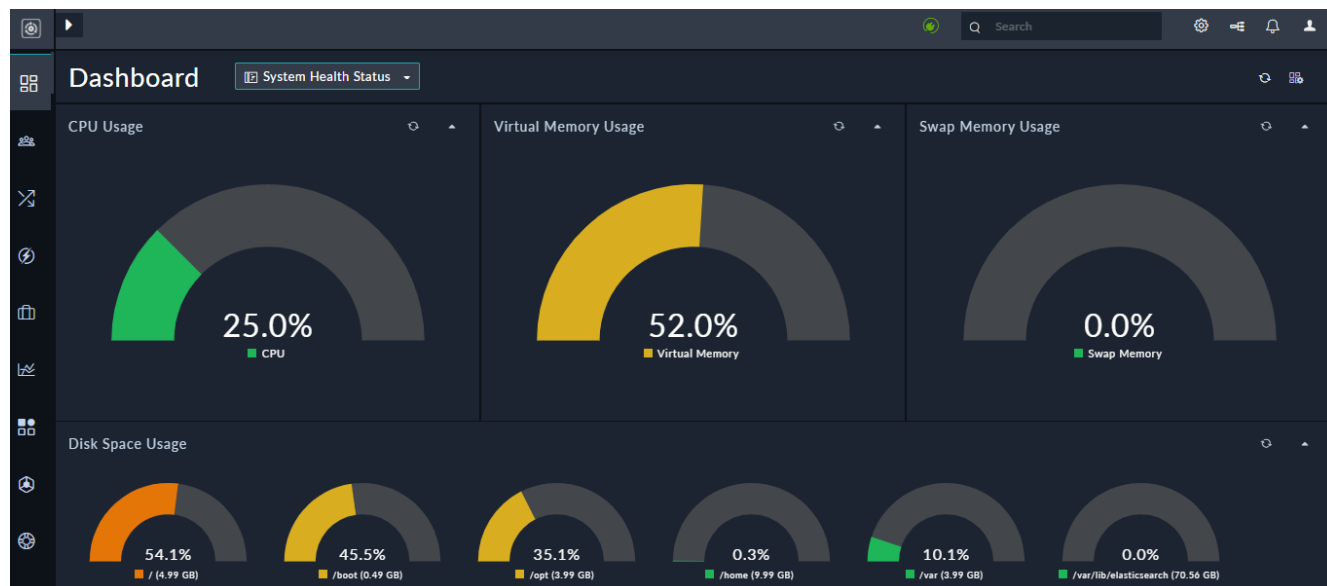 Search
Dashboard
System Health Status
CPU Usage
Virtual Memory Usage
Swap Memory Usage
25.0%
CPU
52.0%
Virtual Memory
0.0%
Swap Memory
Disk Space Usage
54.1%
/ (4.99 GB)
45.5%
/boot (0.49 GB)
35.1%
/opt (3.99 GB)
0.3%
/home (9.99 GB)
10.1%
/var (3.99 GB)
0.0%
/var/lib/elasticsearch (70.56 GB)